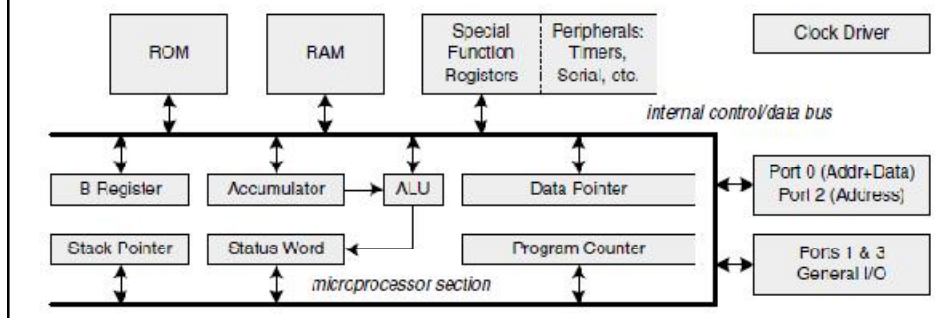 ROM
RAM
Special
Function
Registers
Peripherals:
Timers,
Serial, etc.
Clock Driver
internal control/data bus
B Register
Accumulator
ALU
Data Pointer
Port 0 (Addr+Data)
Port 2 (Address)
Stack Pointer
Status Word
Program Counter
Ports 1 & 3
General I/O
microprocessor section